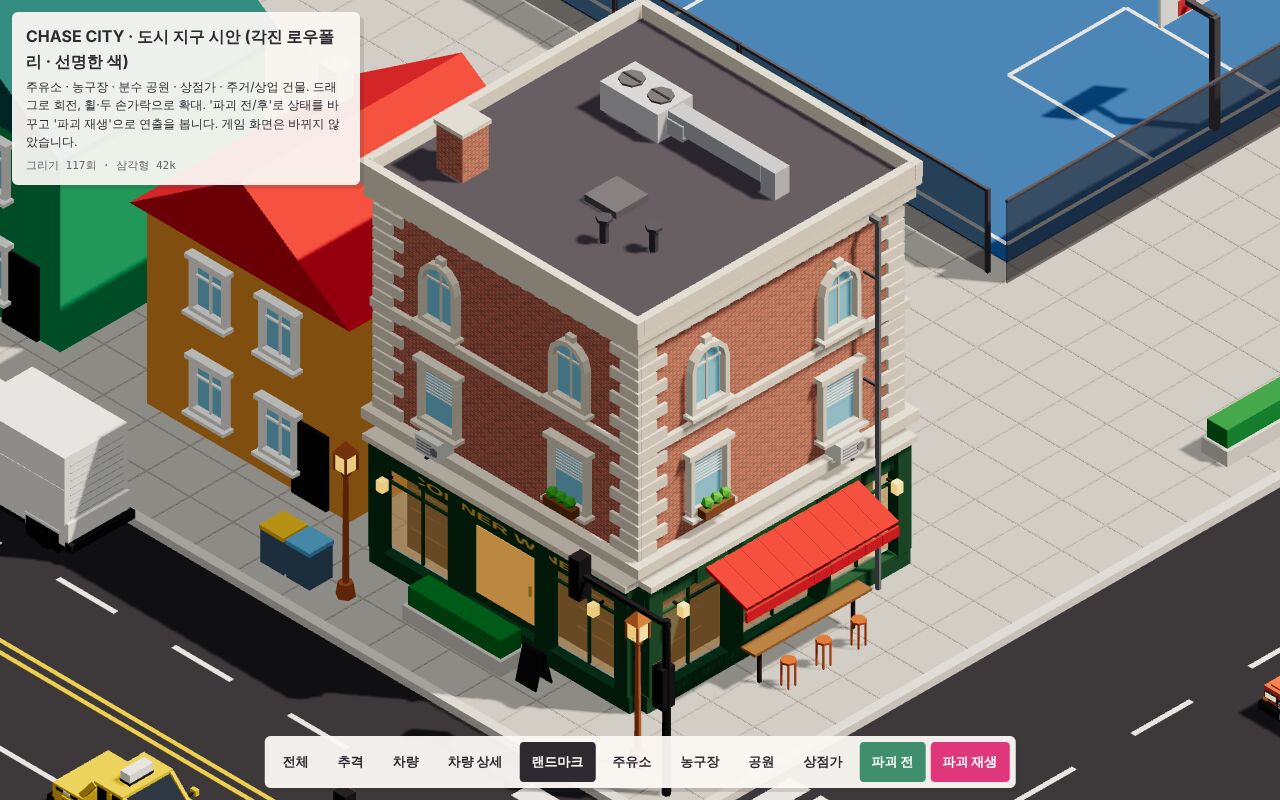 CHASE CITY · 도시 지구 시안 (각진 로우폴
리 · 선명한 색)
주유소 · 농구장 · 분수 공원 · 상점가 · 주거/상업 건물. 드래
그로 회전, 휠·두 손가락으로 확대. '파괴 전/후'로 상태를 바
꾸고 '파괴 재생'으로 연출을 봅니다. 게임 화면은 바뀌지 않
았습니다.
그리기 117회 · 삼각형 42k
전체 추격 차량 차량 상세 랜드마크 주유소 농구장 공원 상점가 파괴 전 파괴 재생